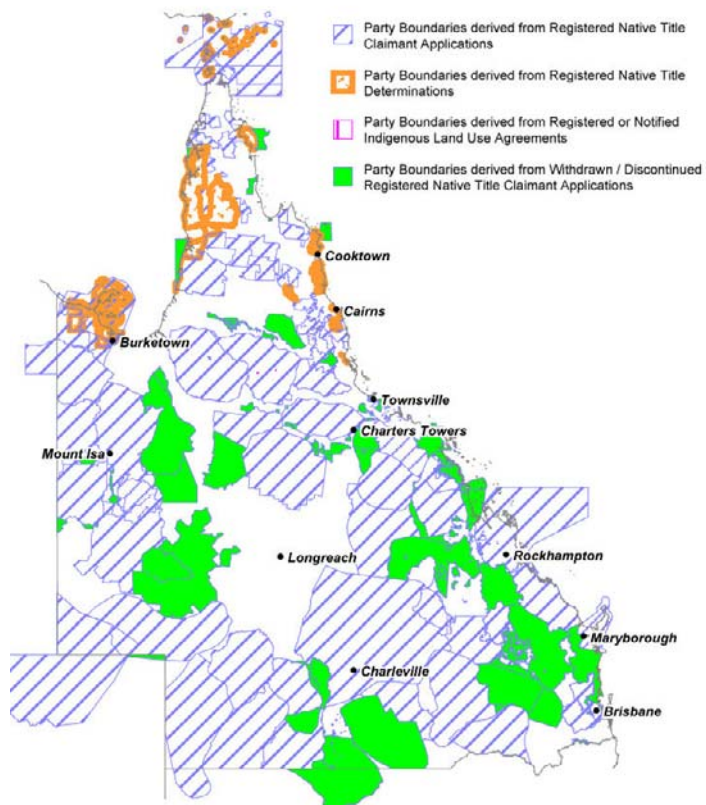 Party Boundaries derived from Registered Native Title
Claimant Applications
Party Boundaries derived from Registered Native Title
Determinations
Party Boundaries derived from Registered or Notified
Indigenous Land Use Agreements
Party Boundaries derived from Withdrawn / Discontinued
Registered Native Title Claimant Applications
Cooktown
Cairns
Burketown
Townsville
Charters Towers
Mount Isa
Longreach
Rockhampton
Maryborough
Charleville
Brisbane